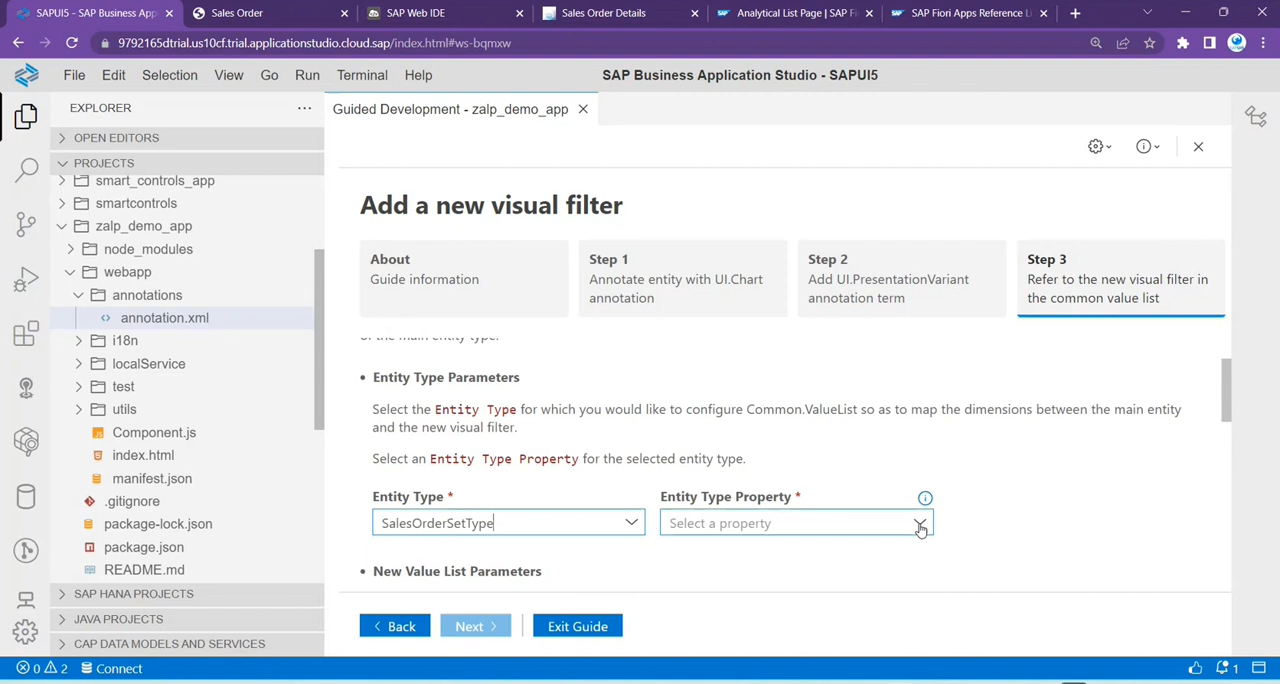 SAPUI5 - SAP Business App
Sales Order
SAP Web IDE
Sales Order Details
Analytical List Page | SAP Fi
SAP Fiori Apps Reference Li
9792165dtrial.us10cf.trial.applicationstudio.cloud.sap/index.html#ws-bqmxw
File Edit Selection View Go Run Terminal Help
SAP Business Application Studio - SAPUI5
EXPLORER
Guided Development - zalp_demo_app
OPEN EDITORS
PROJECTS
smart_controls_app
smartcontrols
zalp_demo_app
node_modules
webapp
annotations
annotation.xml
i18n
localService
test
utils
Component.js
index.html
manifest.json
.gitignore
package-lock.json
package.json
README.md
SAP HANA PROJECTS
JAVA PROJECTS
CAP DATA MODELS AND SERVICES
Add a new visual filter
About
Guide information
Step 1
Annotate entity with UI.Chart
annotation
Step 2
Add UI.PresentationVariant
annotation term
Step 3
Refer to the new visual filter in
the common value list
of the main entity type.
• Entity Type Parameters
Select the Entity Type for which you would like to configure Common.ValueList so as to map the dimensions between the main entity
and the new visual filter.
Select an Entity Type Property for the selected entity type.
Entity Type *
Entity Type Property *
SalesOrderSetType
Select a property
• New Value List Parameters
Back
Next
Exit Guide
0 2 Connect
1